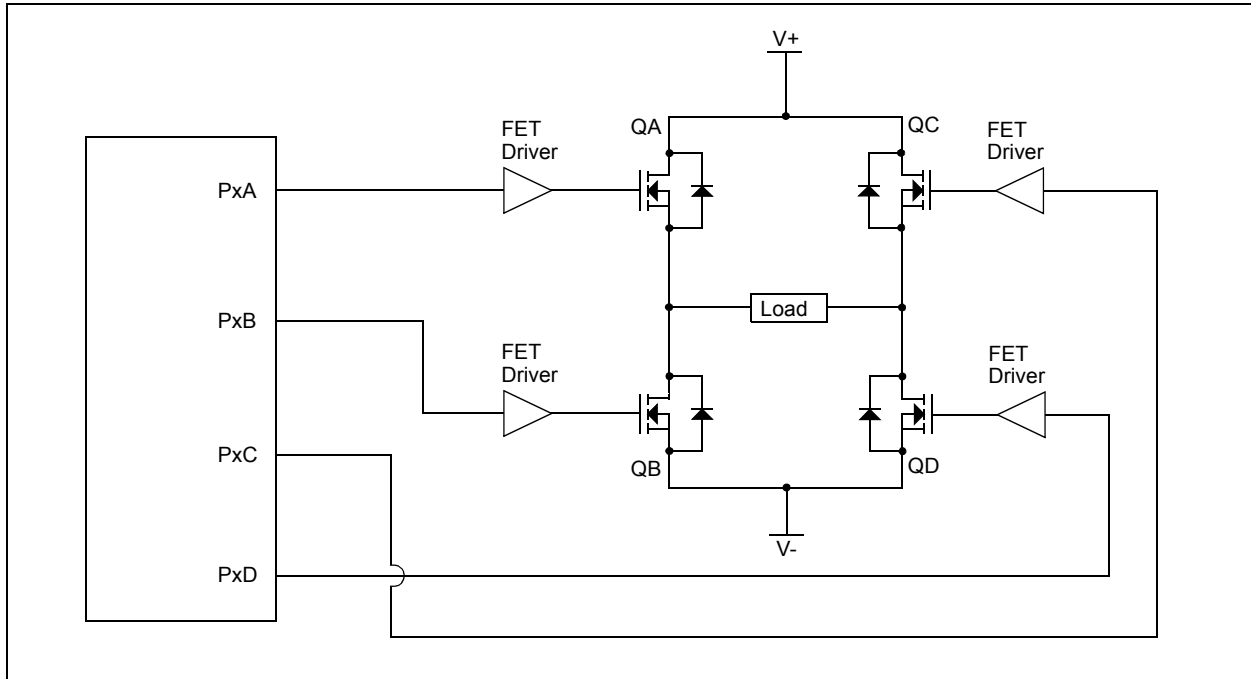 V+
QA
QC
FET
Driver
FET
Driver
PxA
PxB
Load
FET
Driver
FET
Driver
PxC
QB
QD
V-
PxD